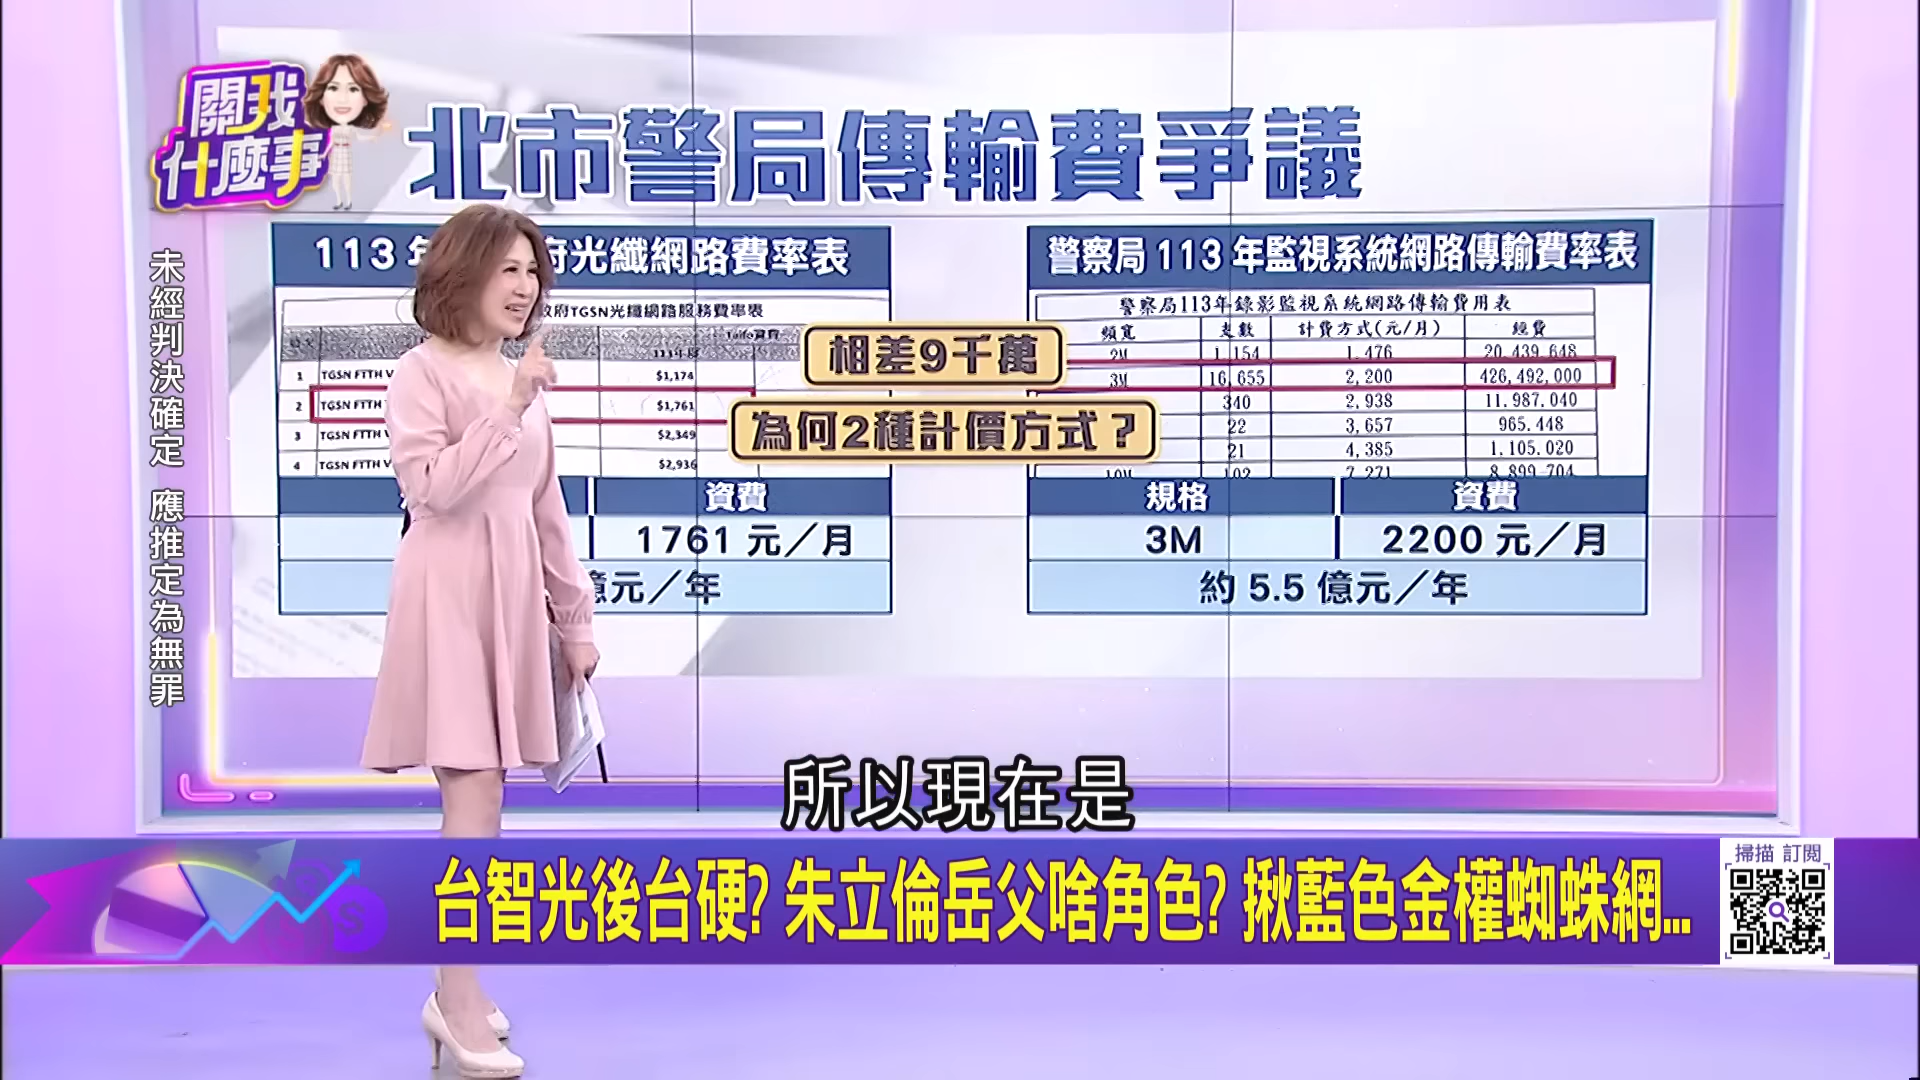 關我
什麼事
北市警局傳輸費爭議
未經判決確定 應推定為無罪
113年
府光纖網路費率表
政府TGSN光纖網路服務費率表
1 TGSN FTTH V $1,174
2 TGSN FTTH $1,761
3 TGSN FTTH V $2,349
4 TGSN FTTH V $2,936
資費
1761 元／月
億元／年
相差9千萬
為何2種計價方式？
警察局 113 年監視系統網路傳輸費率表
警察局113年錄影監視系統網路傳輸費用表
頻寬 支數 計費方式(元/月) 經費
2M 1,154 1,476 20,439,648
3M 16,655 2,200 426,492,000
340 2,938 11,987,040
22 3,657 965,448
21 4,385 1,105,020
10M 102 7,271 8,899,704
規格 資費
3M 2200 元／月
約 5.5 億元／年
所以現在是
台智光後台硬? 朱立倫岳父啥角色? 揪藍色金權蜘蛛網...
掃描 訂閱